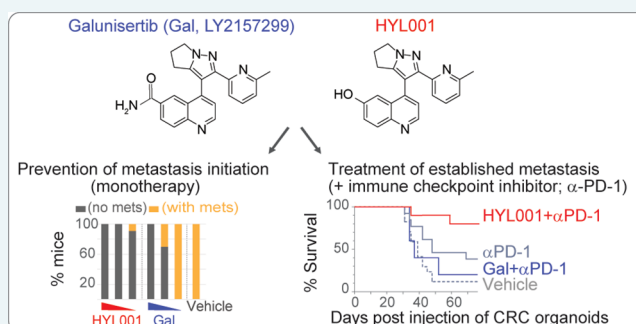 Galunisertib (Gal, LY2157299)
HYL001
N
N
N
O
H₂N
N
N
N
N
HO
N
Prevention of metastasis initiation
(monotherapy)
(no mets) (with mets)
% mice
100
80
60
40
20
HYL001 Gal Vehicle
Treatment of established metastasis
(+ immune checkpoint inhibitor; α-PD-1)
% Survival
100
50
0
HYL001+αPD-1
αPD-1
Gal+αPD-1
Vehicle
0 20 40 60
Days post injection of CRC organoids